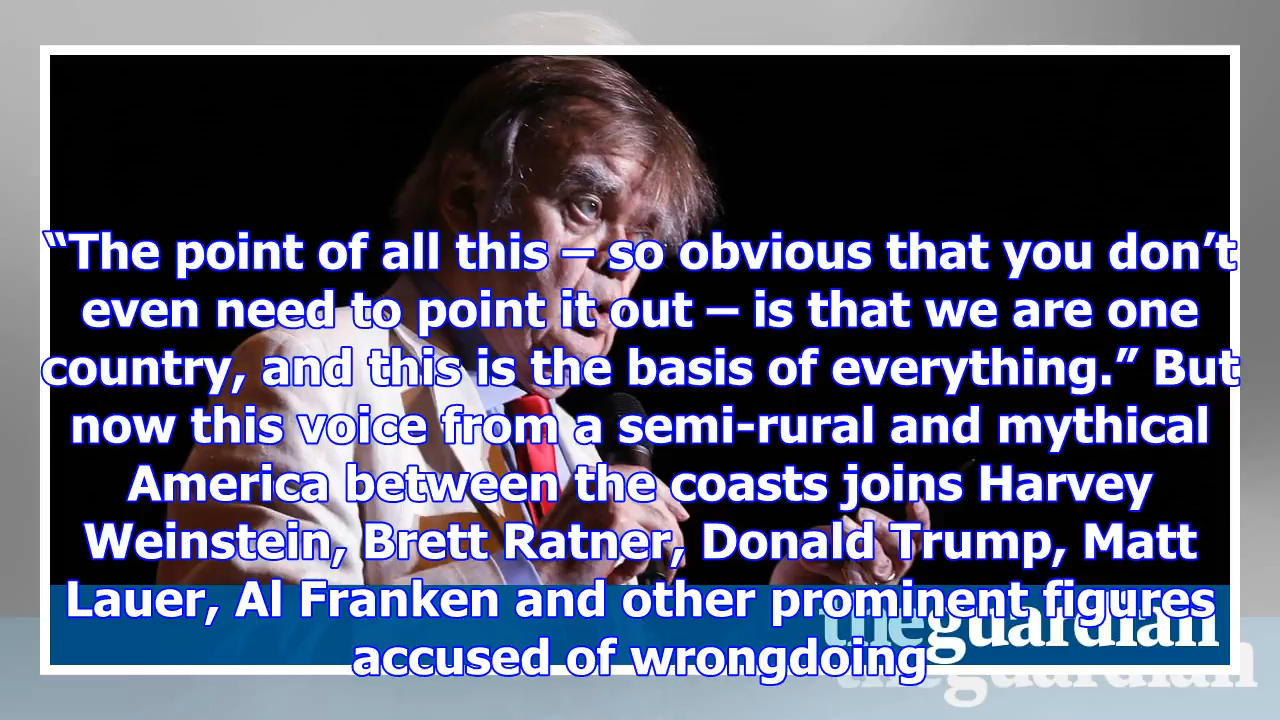 “The point of all this – so obvious that you don’t
even need to point it out – is that we are one
country, and this is the basis of everything.” But
now this voice from a semi-rural and mythical
America between the coasts joins Harvey
Weinstein, Brett Ratner, Donald Trump, Matt
Lauer, Al Franken and other prominent figures
accused of wrongdoing
theguardian
theguardian